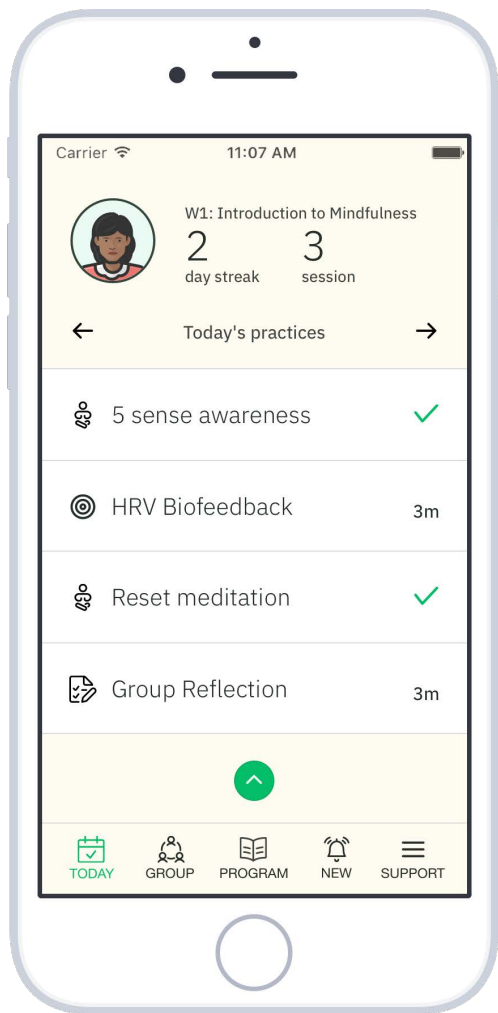 Carrier 11:07 AM
W1: Introduction to Mindfulness
2 3
day streak session
Today's practices
5 sense awareness
HRV Biofeedback 3m
Reset meditation
Group Reflection 3m
TODAY GROUP PROGRAM NEW SUPPORT